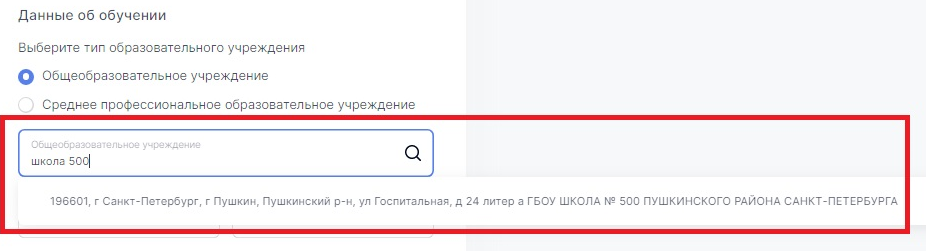 Данные об обучении
Выберите тип образовательного учреждения
Общеобразовательное учреждение
Среднее профессиональное образовательное учреждение
Общеобразовательное учреждение
школа 500
196601, г Санкт-Петербург, г Пушкин, Пушкинский р-н, ул Госпитальная, д 24 литер а ГБОУ ШКОЛА № 500 ПУШКИНСКОГО РАЙОНА САНКТ-ПЕТЕРБУРГА